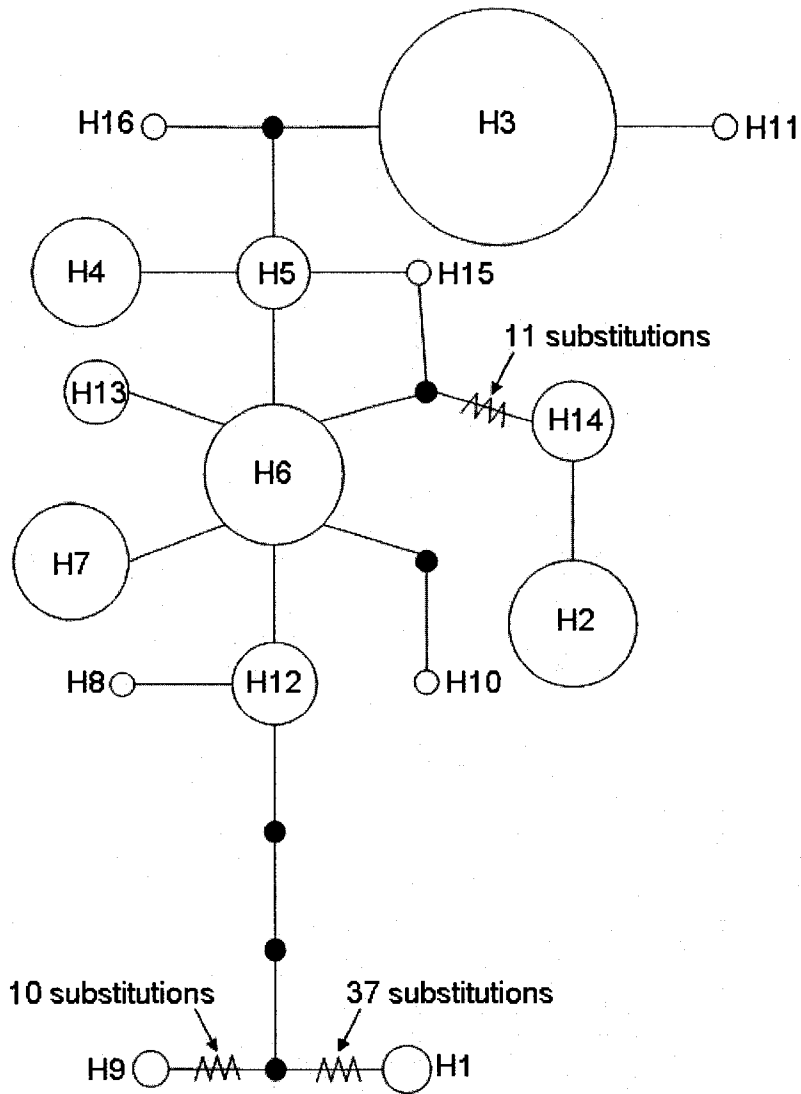 H16
H3
H11
H4
H5
H15
11 substitutions
H13
H14
H6
H7
H2
H8
H12
H10
10 substitutions
37 substitutions
H9
H1